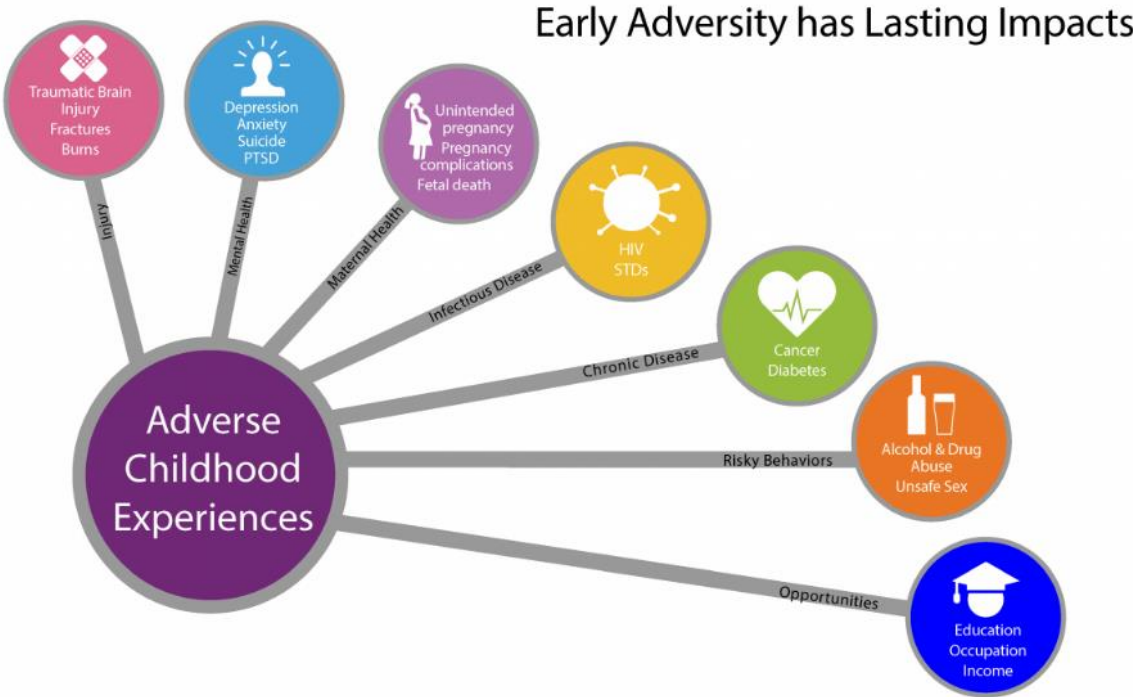 Early Adversity has Lasting Impacts
Traumatic Brain
Injury
Fractures
Burns
Injury
Depression
Anxiety
Suicide
PTSD
Mental Health
Unintended
pregnancy
Pregnancy
complications
Fetal death
Maternal Health
HIV
STDs
Infectious Disease
Cancer
Diabetes
Chronic Disease
Alcohol & Drug
Abuse
Unsafe Sex
Risky Behaviors
Education
Occupation
Income
Opportunities
Adverse
Childhood
Experiences